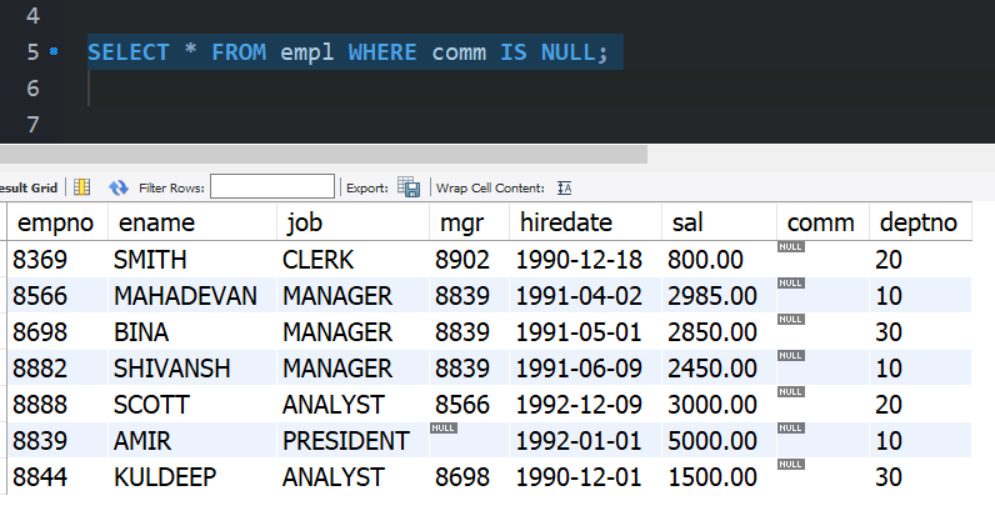 4
5 SELECT * FROM empl WHERE comm IS NULL;
6
7
esult Grid Filter Rows: Export: Wrap Cell Content:
empno ename job mgr hiredate sal comm deptno
8369 SMITH CLERK 8902 1990-12-18 800.00 NULL 20
8566 MAHADEVAN MANAGER 8839 1991-04-02 2985.00 NULL 10
8698 BINA MANAGER 8839 1991-05-01 2850.00 NULL 30
8882 SHIVANSH MANAGER 8839 1991-06-09 2450.00 NULL 10
8888 SCOTT ANALYST 8566 1992-12-09 3000.00 NULL 20
8839 AMIR PRESIDENT NULL 1992-01-01 5000.00 NULL 10
8844 KULDEEP ANALYST 8698 1990-12-01 1500.00 NULL 30